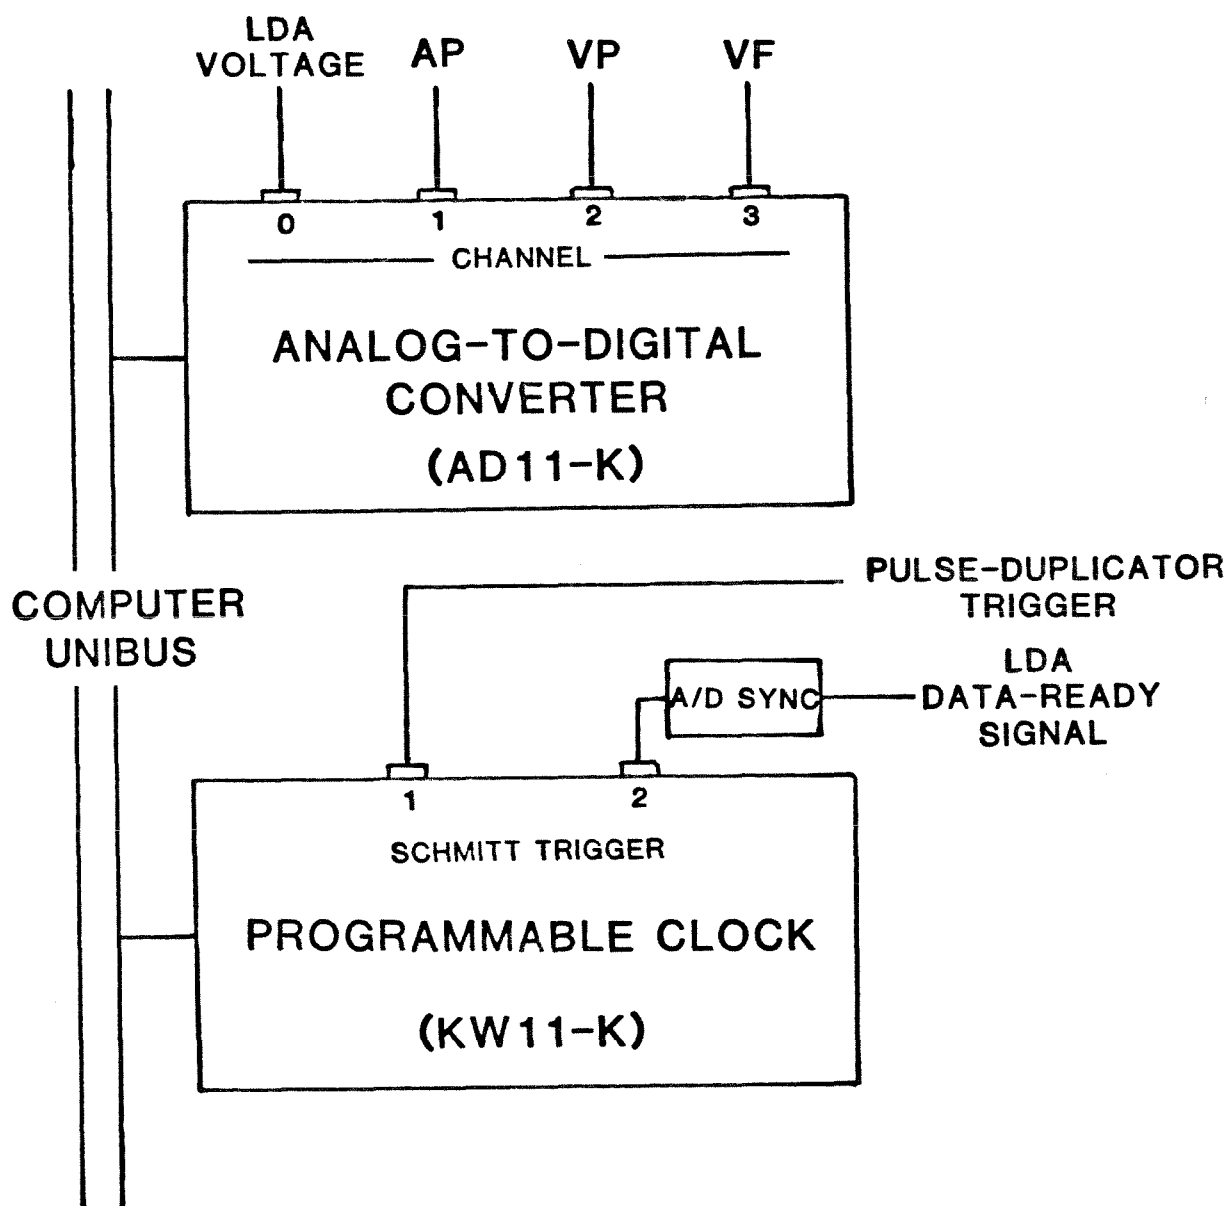 LDA
VOLTAGE
AP
VP
VF
0
1
2
3
CHANNEL
ANALOG-TO-DIGITAL
CONVERTER
(AD11-K)
COMPUTER
UNIBUS
PULSE-DUPLICATOR
TRIGGER
A/D SYNC
LDA
DATA-READY
SIGNAL
1
2
SCHMITT TRIGGER
PROGRAMMABLE CLOCK
(KW11-K)